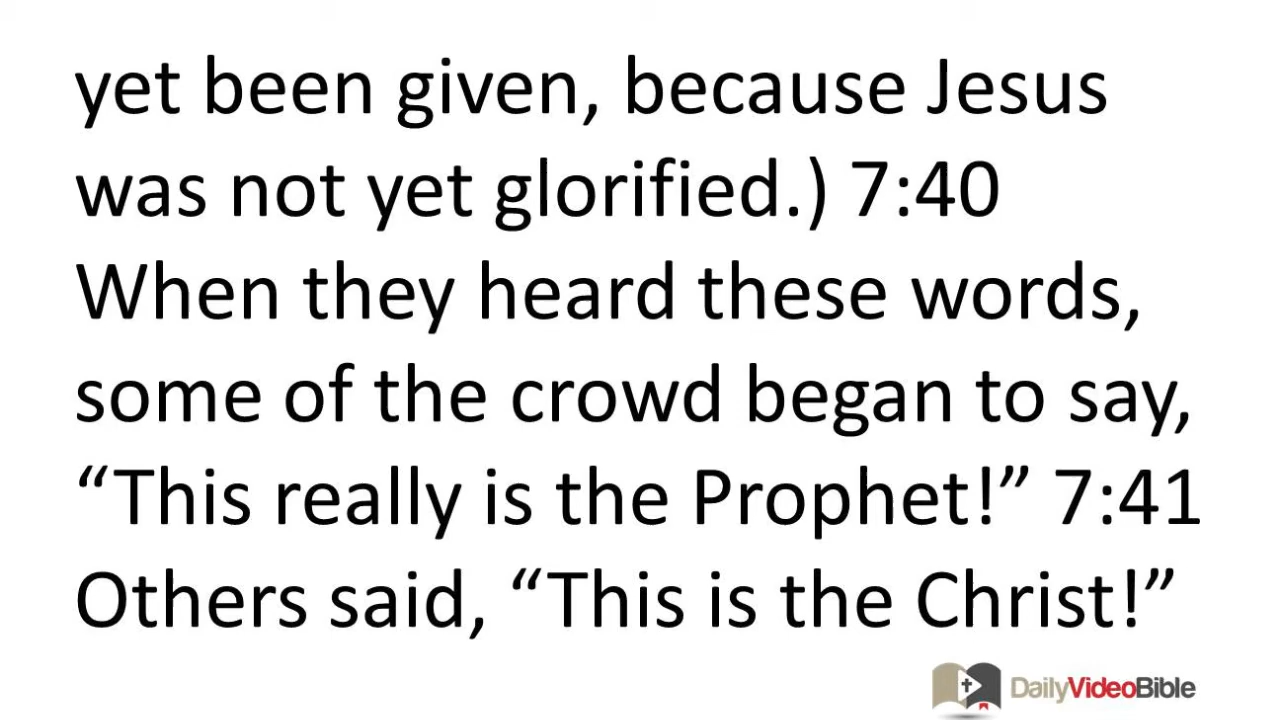 yet been given, because Jesus
was not yet glorified.) 7:40
When they heard these words,
some of the crowd began to say,
“This really is the Prophet!” 7:41
Others said, “This is the Christ!”
DailyVideoBible